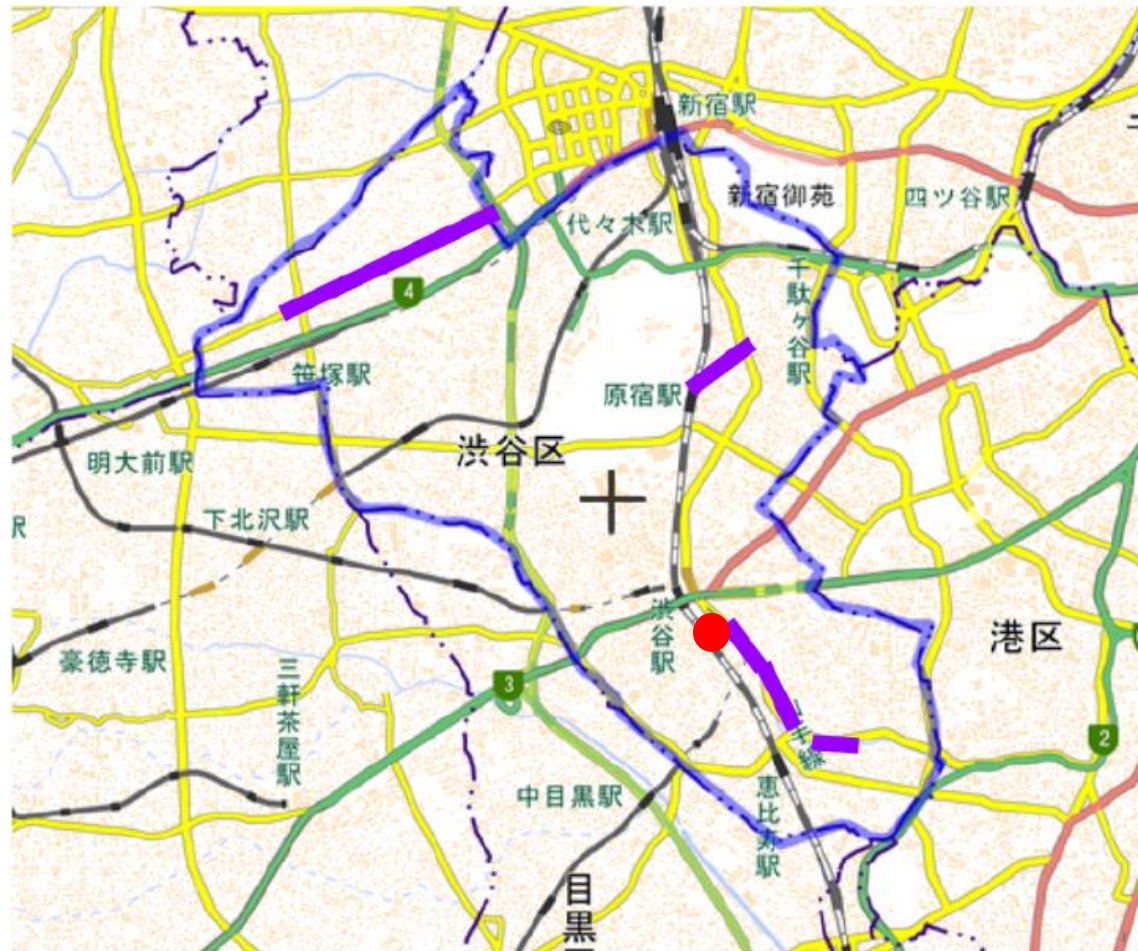 新宿駅
新宿御苑
四ツ谷駅
代々木駅
千駄ヶ谷駅
4
笹塚駅
原宿駅
渋谷区
明大前駅
下北沢駅
渋谷駅
港区
豪徳寺駅
三軒茶屋駅
3
2
中目黒駅
恵比寿駅
目黒